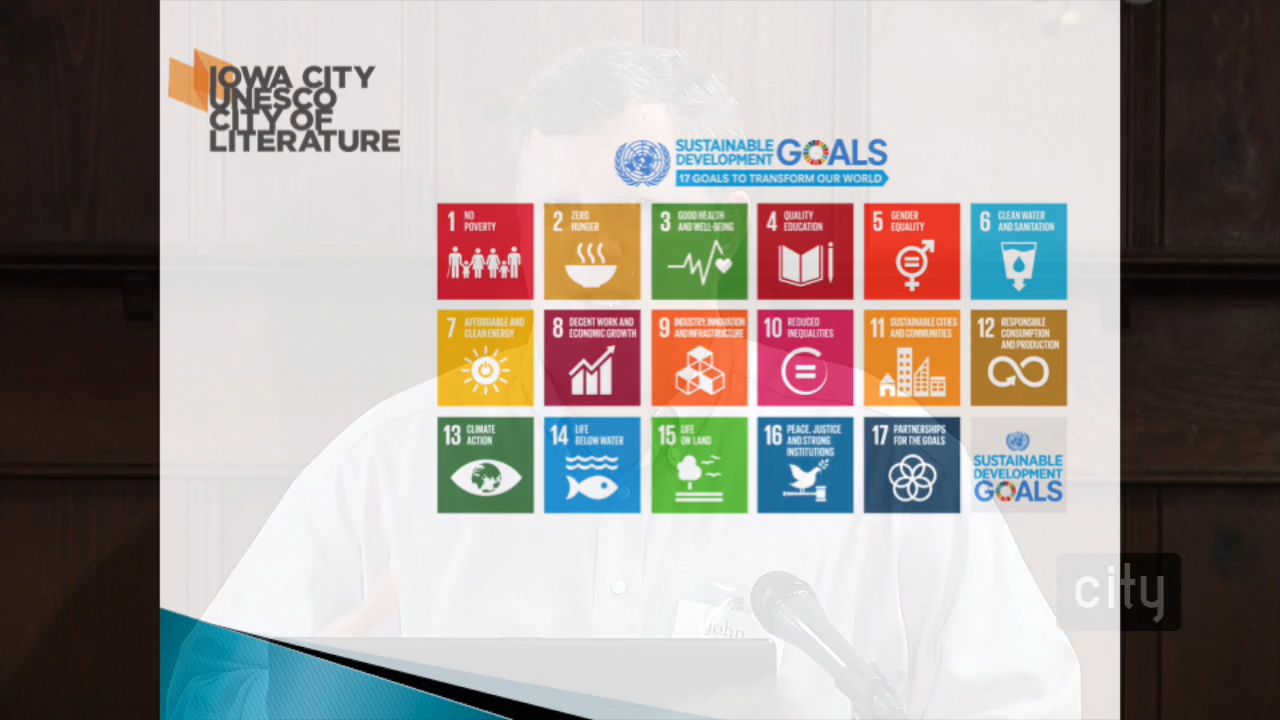 IOWA CITY
UNESCO
CITY OF
LITERATURE
SUSTAINABLE
DEVELOPMENT GOALS
17 GOALS TO TRANSFORM OUR WORLD
1 NO
POVERTY
2 ZERO
HUNGER
3 GOOD HEALTH
AND WELL-BEING
4 QUALITY
EDUCATION
5 GENDER
EQUALITY
6 CLEAN WATER
AND SANITATION
7 AFFORDABLE AND
CLEAN ENERGY
8 DECENT WORK AND
ECONOMIC GROWTH
9 INDUSTRY, INNOVATION
AND INFRASTRUCTURE
10 REDUCED
INEQUALITIES
11 SUSTAINABLE CITIES
AND COMMUNITIES
12 RESPONSIBLE
CONSUMPTION
AND PRODUCTION
13 CLIMATE
ACTION
14 LIFE
BELOW WATER
15 LIFE
ON LAND
16 PEACE, JUSTICE
AND STRONG
INSTITUTIONS
17 PARTNERSHIPS
FOR THE GOALS
SUSTAINABLE
DEVELOPMENT
GOALS
city
john